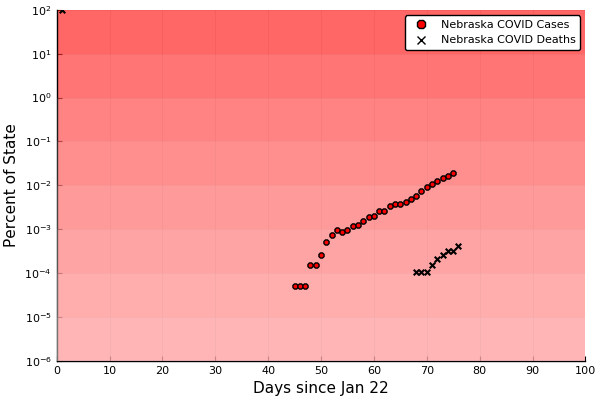 10²
10¹
10⁰
10⁻¹
10⁻²
10⁻³
10⁻⁴
10⁻⁵
10⁻⁶
Percent of State
Nebraska COVID Cases
Nebraska COVID Deaths
0 10 20 30 40 50 60 70 80 90 100
Days since Jan 22